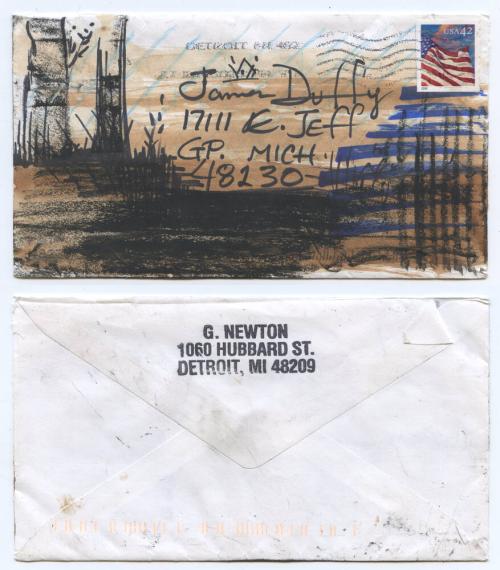 DETROIT MI 482
USA 42
James Duffy
17111 E. JEFF
GP. MICH.
48230
G. NEWTON
1060 HUBBARD ST.
DETROIT, MI 48209